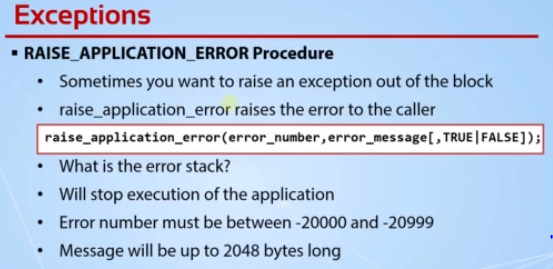 Exceptions
▪ RAISE_APPLICATION_ERROR Procedure
• Sometimes you want to raise an exception out of the block
• raise_application_error raises the error to the caller
raise_application_error(error_number,error_message[,TRUE|FALSE]);
• What is the error stack?
• Will stop execution of the application
• Error number must be between -20000 and -20999
• Message will be up to 2048 bytes long